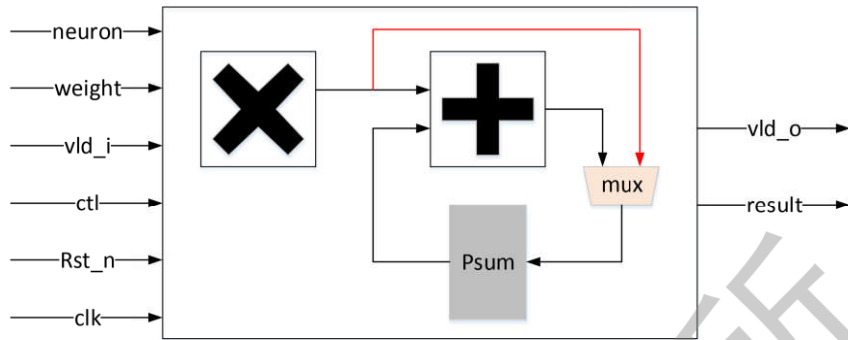 neuron
weight
vld_i
ctl
Rst_n
clk
mux
Psum
vld_o
result